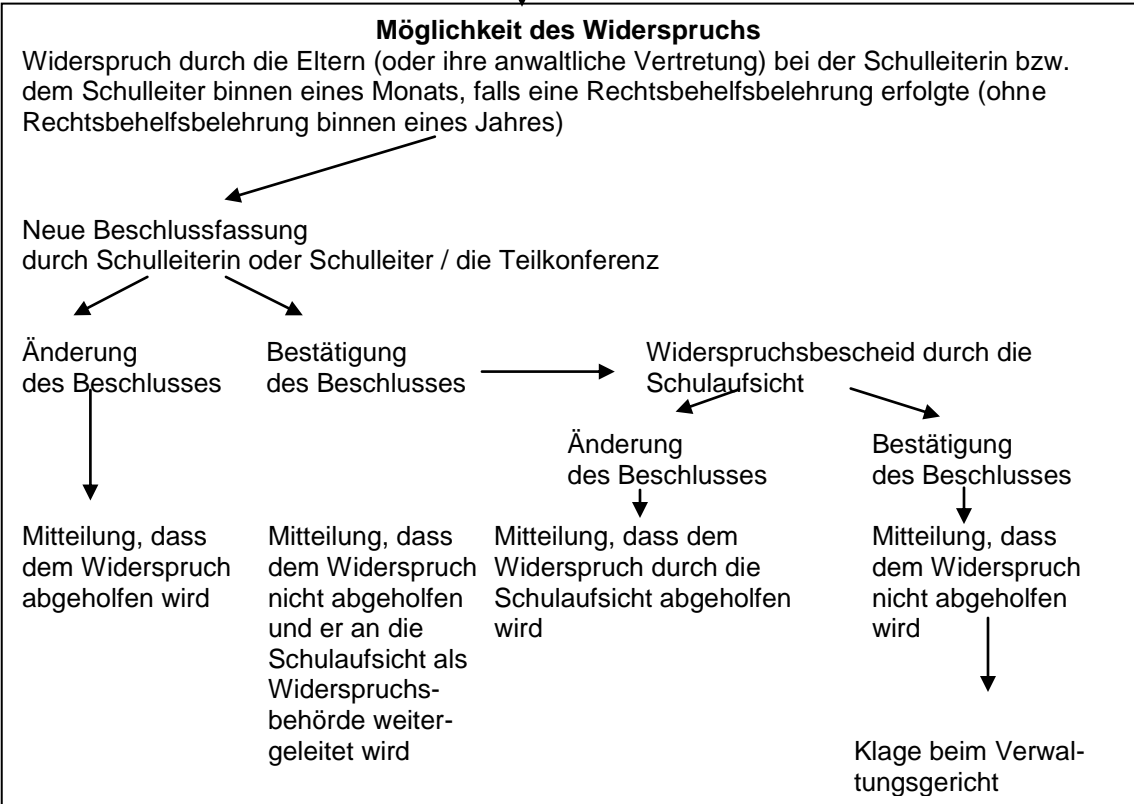 Möglichkeit des Widerspruchs
Widerspruch durch die Eltern (oder ihre anwaltliche Vertretung) bei der Schulleiterin bzw.
dem Schulleiter binnen eines Monats, falls eine Rechtsbehelfsbelehrung erfolgte (ohne
Rechtsbehelfsbelehrung binnen eines Jahres)
Neue Beschlussfassung
durch Schulleiterin oder Schulleiter / die Teilkonferenz
Änderung
des Beschlusses
Bestätigung
des Beschlusses
Widerspruchsbescheid durch die
Schulaufsicht
Änderung
des Beschlusses
Bestätigung
des Beschlusses
Mitteilung, dass
dem Widerspruch
abgeholfen wird
Mitteilung, dass
dem Widerspruch
nicht abgeholfen
und er an die
Schulaufsicht als
Widerspruchs-
behörde weiter-
geleitet wird
Mitteilung, dass dem
Widerspruch durch die
Schulaufsicht abgeholfen
wird
Mitteilung, dass
dem Widerspruch
nicht abgeholfen
wird
Klage beim Verwal-
tungsgericht